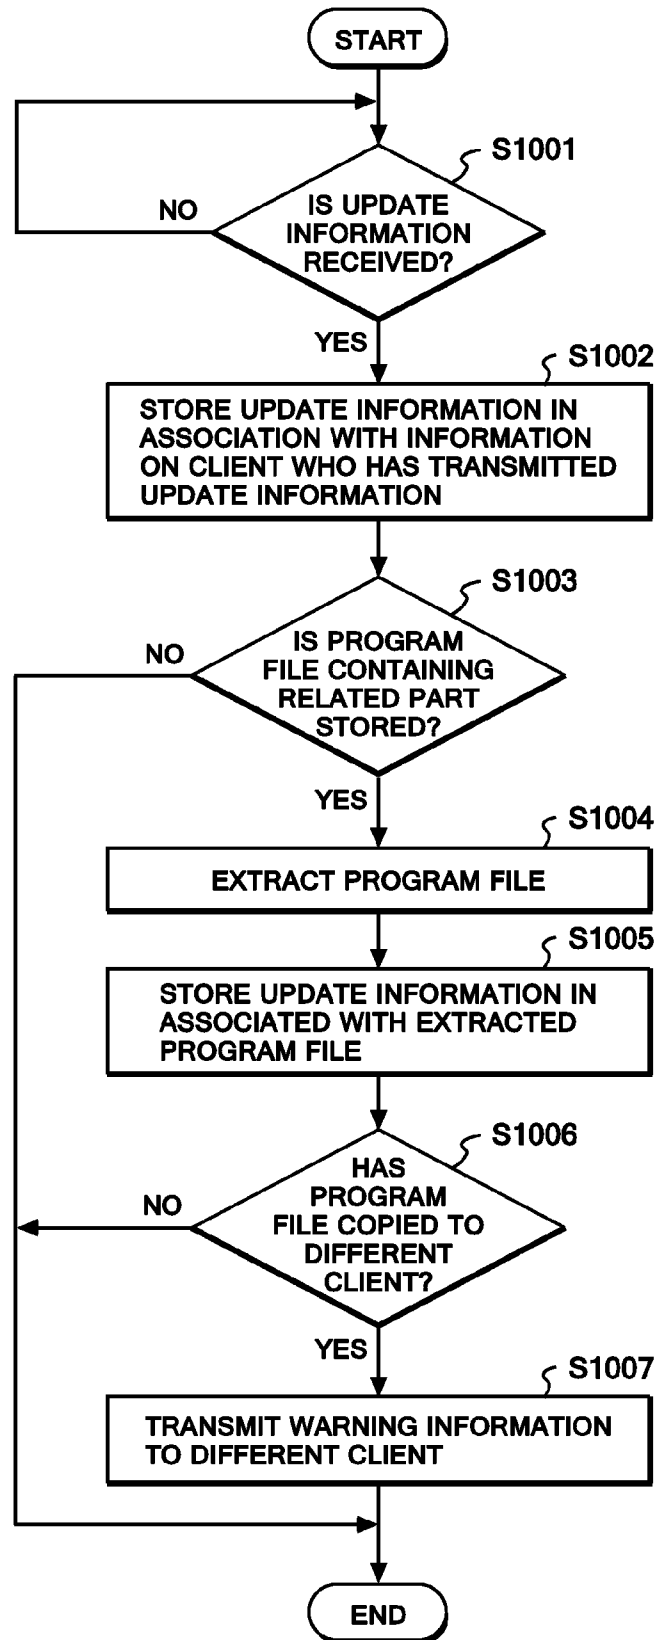 START
S1001
IS UPDATE
INFORMATION
RECEIVED?
NO
YES
S1002
STORE UPDATE INFORMATION IN
ASSOCIATION WITH INFORMATION
ON CLIENT WHO HAS TRANSMITTED
UPDATE INFORMATION
S1003
IS PROGRAM
FILE CONTAINING
RELATED PART
STORED?
NO
YES
S1004
EXTRACT PROGRAM FILE
S1005
STORE UPDATE INFORMATION IN
ASSOCIATED WITH EXTRACTED
PROGRAM FILE
S1006
HAS
PROGRAM
FILE COPIED TO
DIFFERENT
CLIENT?
NO
YES
S1007
TRANSMIT WARNING INFORMATION
TO DIFFERENT CLIENT
END